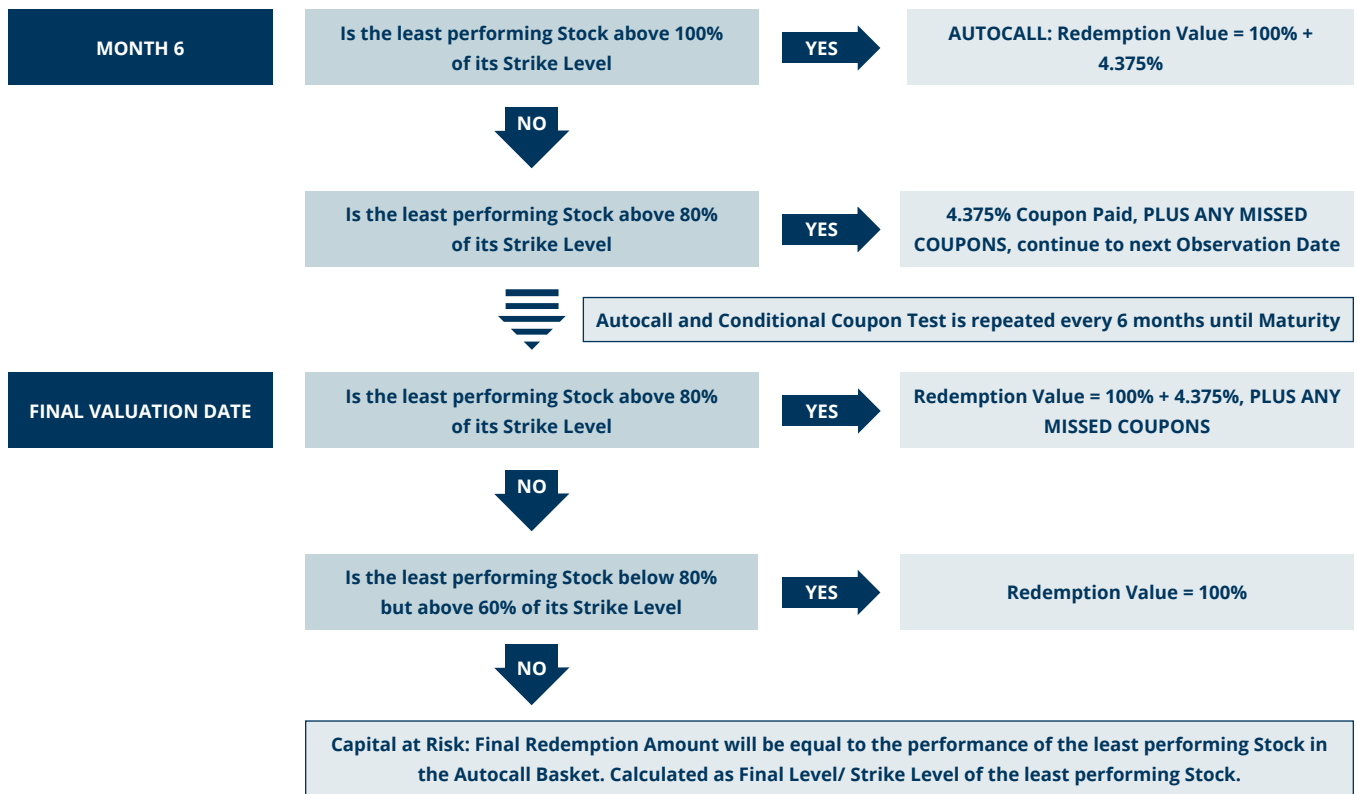 MONTH 6
Is the least performing Stock above 100%
of its Strike Level
YES
AUTOCALL: Redemption Value = 100% +
4.375%
NO
Is the least performing Stock above 80%
of its Strike Level
YES
4.375% Coupon Paid, PLUS ANY MISSED
COUPONS, continue to next Observation Date
Autocall and Conditional Coupon Test is repeated every 6 months until Maturity
FINAL VALUATION DATE
Is the least performing Stock above 80%
of its Strike Level
YES
Redemption Value = 100% + 4.375%, PLUS ANY
MISSED COUPONS
NO
Is the least performing Stock below 80%
but above 60% of its Strike Level
YES
Redemption Value = 100%
NO
Capital at Risk: Final Redemption Amount will be equal to the performance of the least performing Stock in
the Autocall Basket. Calculated as Final Level/ Strike Level of the least performing Stock.